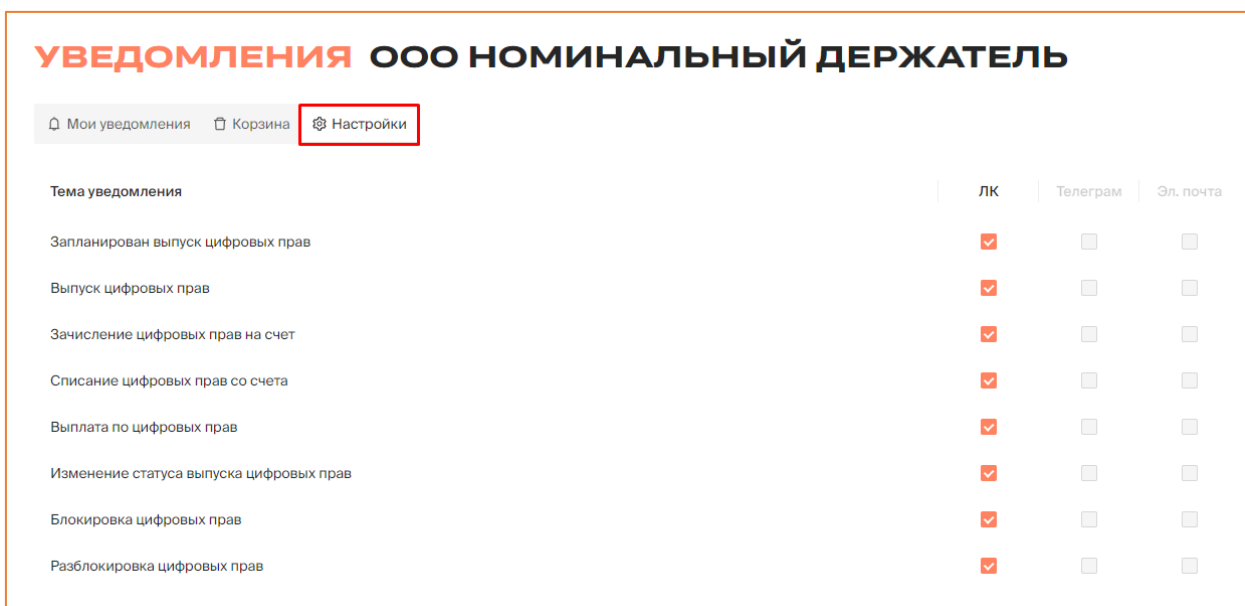 УВЕДОМЛЕНИЯ ООО НОМИНАЛЬНЫЙ ДЕРЖАТЕЛЬ
Мои уведомления Корзина Настройки
Тема уведомления ЛК Телеграм Эл. почта
Запланирован выпуск цифровых прав
Выпуск цифровых прав
Зачисление цифровых прав на счет
Списание цифровых прав со счета
Выплата по цифровых прав
Изменение статуса выпуска цифровых прав
Блокировка цифровых прав
Разблокировка цифровых прав